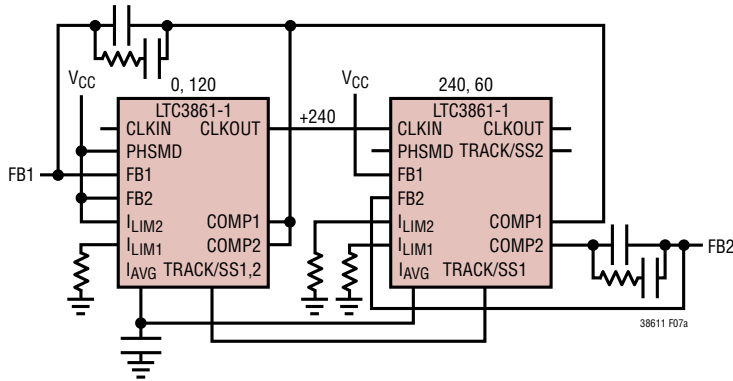 0, 120
240, 60
VCC
VCC
LTC3861-1
LTC3861-1
+240
CLKIN CLKOUT
CLKIN CLKOUT
PHSMD
PHSMD TRACK/SS2
FB1
FB1
FB1
FB2
FB2
ILIM2 COMP1
ILIM2 COMP1
ILIM1 COMP2
ILIM1 COMP2
FB2
IAVG TRACK/SS1,2
IAVG TRACK/SS1
38611 F07a